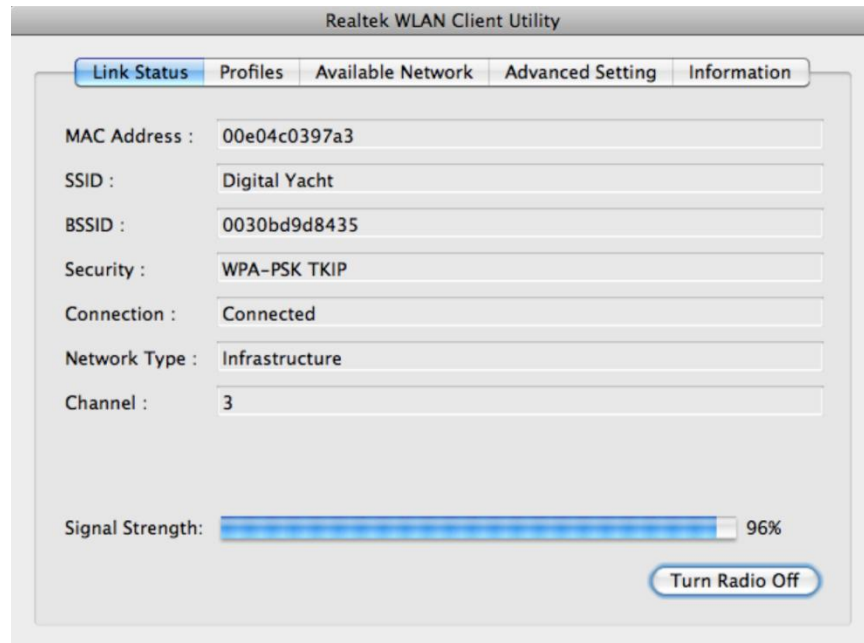 Realtek WLAN Client Utility
Link Status Profiles Available Network Advanced Setting Information
MAC Address : 00e04c0397a3
SSID : Digital Yacht
BSSID : 0030bd9d8435
Security : WPA-PSK TKIP
Connection : Connected
Network Type : Infrastructure
Channel : 3
Signal Strength: 96%
Turn Radio Off